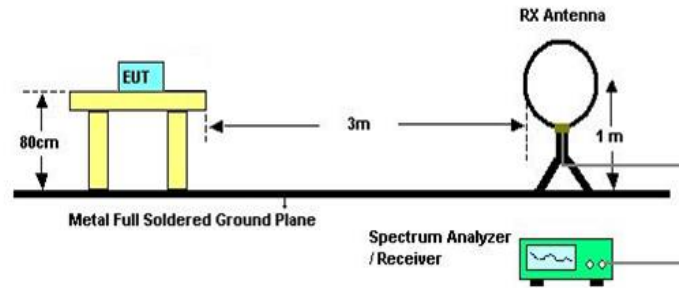 RX Antenna
EUT
3m
80cm
1 m
Metal Full Soldered Ground Plane
Spectrum Analyzer
/ Receiver